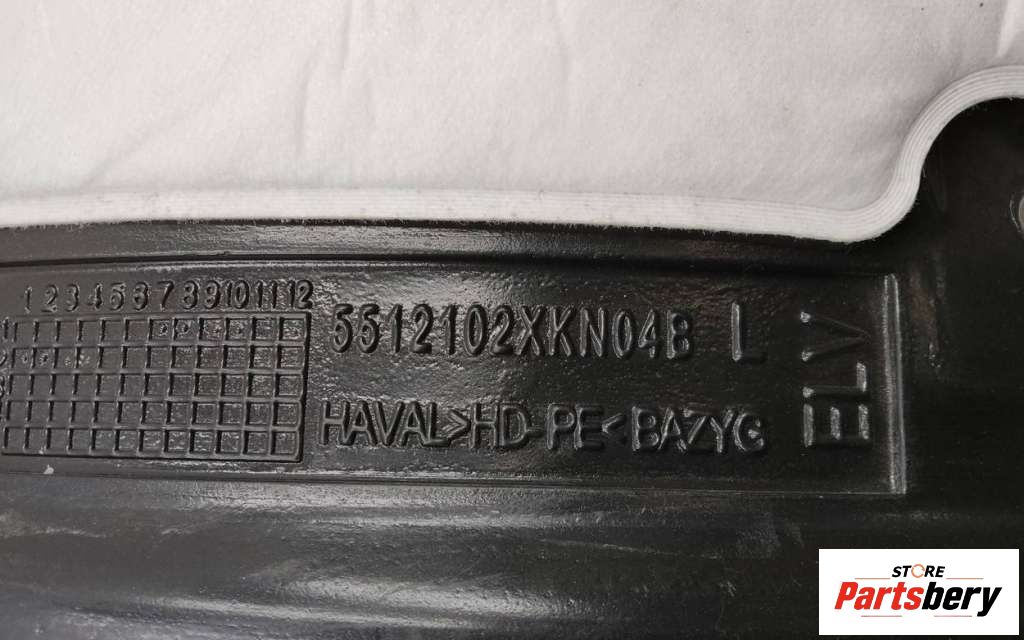 1 2 3 4 5 6 7 8 9 10 11 12
5512102XKN04B L
HAVAL>HD-PE<BAZYG
ELV
STORE
Partsbery